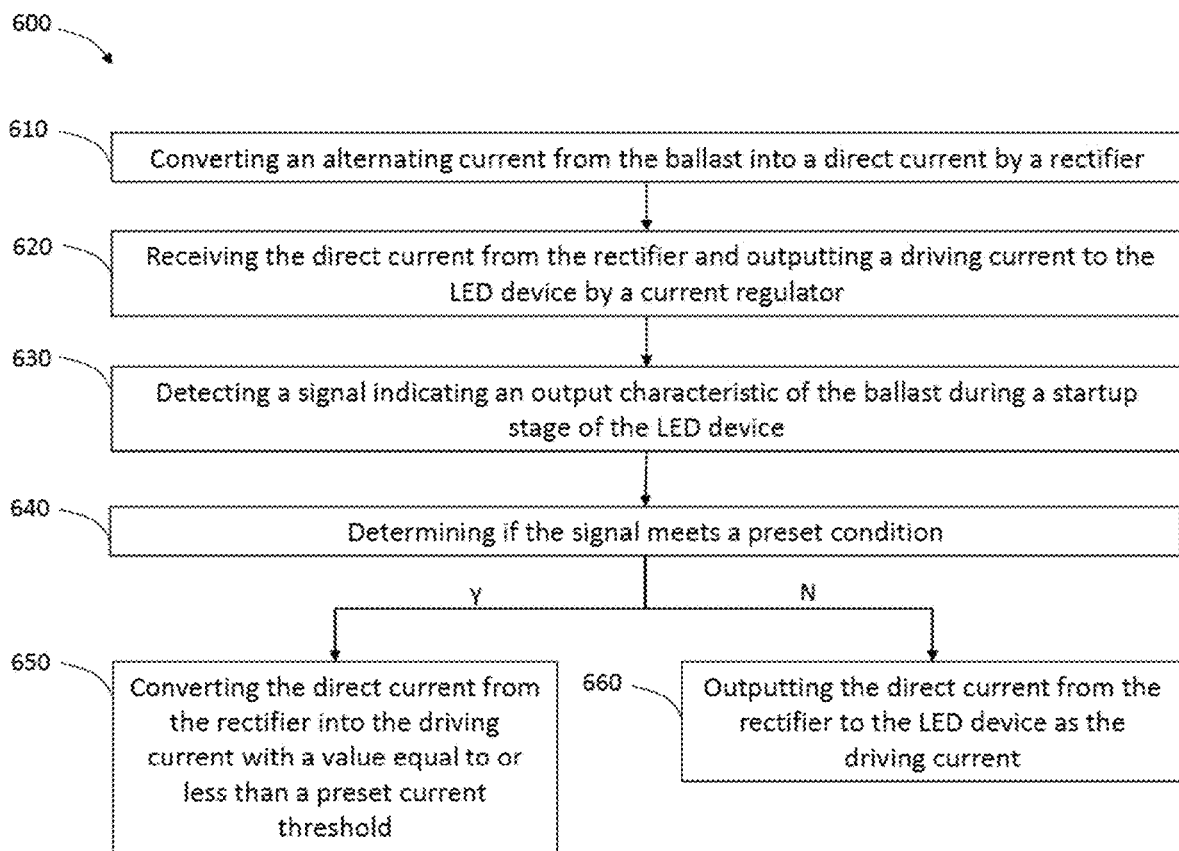 600
610
Converting an alternating current from the ballast into a direct current by a rectifier
620
Receiving the direct current from the rectifier and outputting a driving current to the
LED device by a current regulator
630
Detecting a signal indicating an output characteristic of the ballast during a startup
stage of the LED device
640
Determining if the signal meets a preset condition
Y
N
650
Converting the direct current from
the rectifier into the driving
current with a value equal to or
less than a preset current
threshold
660
Outputting the direct current from the
rectifier to the LED device as the
driving current